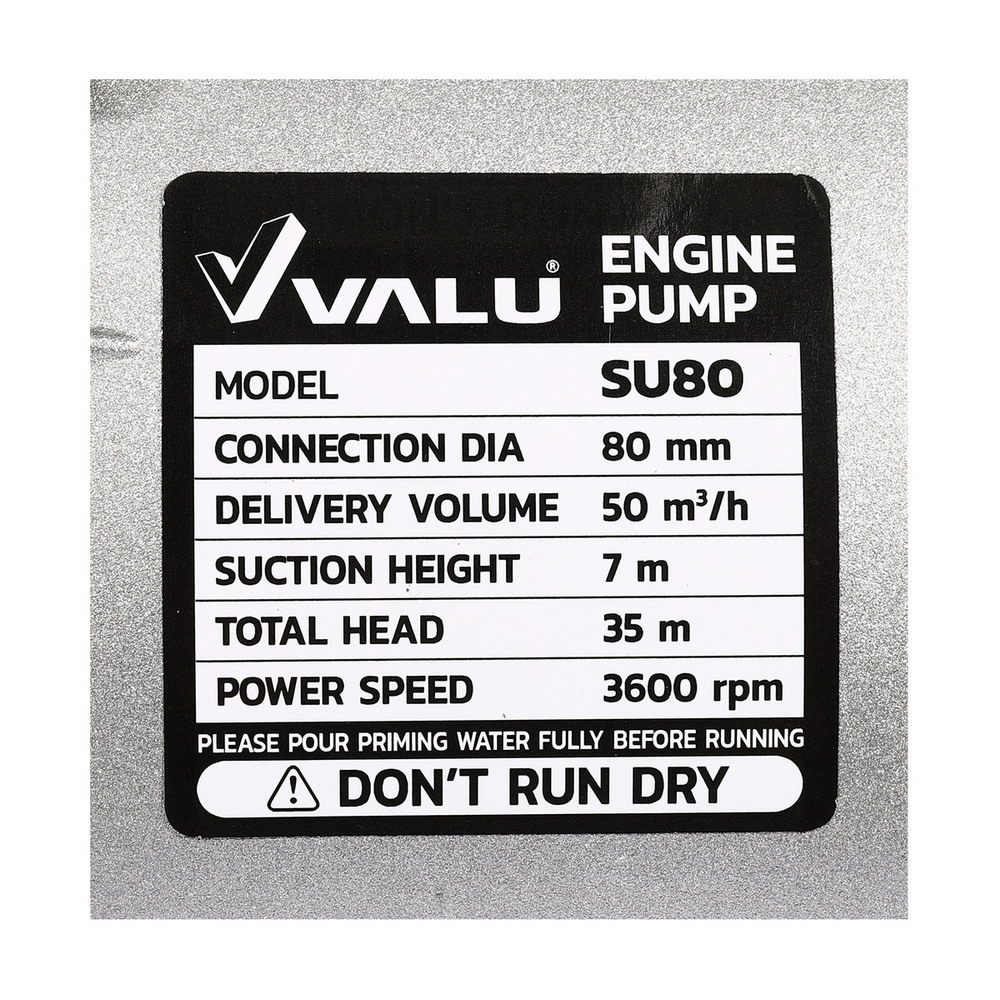 VALU®
ENGINE
PUMP
MODEL SU80
CONNECTION DIA 80 mm
DELIVERY VOLUME 50 m³/h
SUCTION HEIGHT 7 m
TOTAL HEAD 35 m
POWER SPEED 3600 rpm
PLEASE POUR PRIMING WATER FULLY BEFORE RUNNING
DON'T RUN DRY